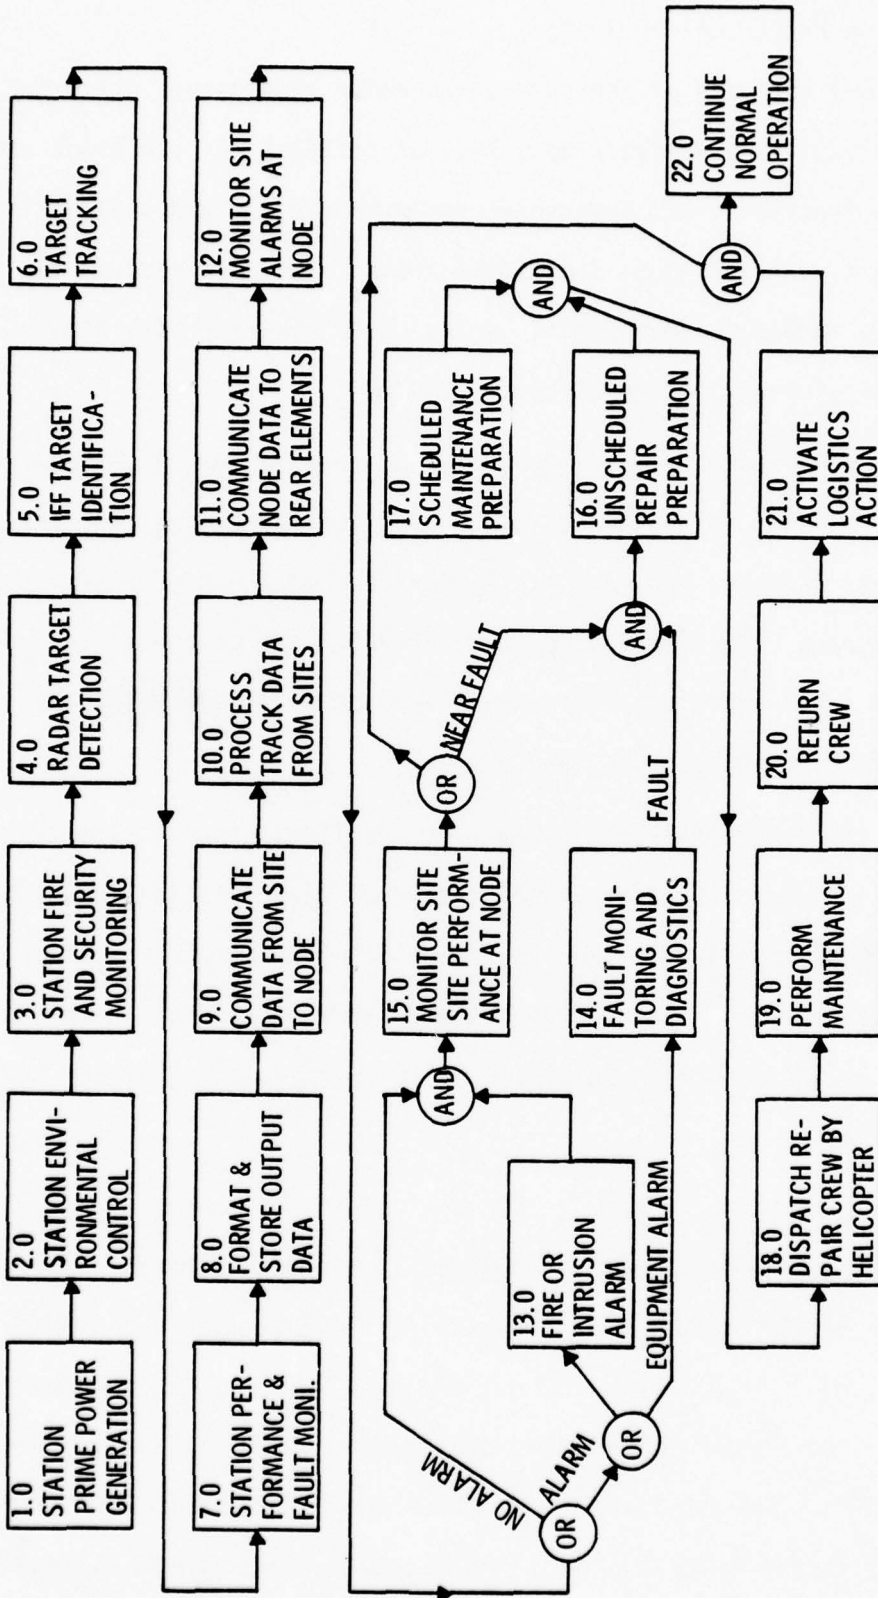 1.0
STATION
PRIME POWER
GENERATION
2.0
STATION ENVI-
RONMENTAL
CONTROL
3.0
STATION FIRE
AND SECURITY
MONITORING
4.0
RADAR TARGET
DETECTION
5.0
IFF TARGET
IDENTIFICA-
TION
6.0
TARGET
TRACKING
7.0
STATION PER-
FORMANCE &
FAULT MONI.
8.0
FORMAT &
STORE OUTPUT
DATA
9.0
COMMUNICATE
DATA FROM SITE
TO NODE
10.0
PROCESS
TRACK DATA
FROM SITES
11.0
COMMUNICATE
NODE DATA TO
REAR ELEMENTS
12.0
MONITOR SITE
ALARMS AT
NODE
OR
NO ALARM
ALARM
OR
13.0
FIRE OR
INTRUSION
ALARM
EQUIPMENT ALARM
AND
15.0
MONITOR SITE
SITE PERFORM-
ANCE AT NODE
14.0
FAULT MONI-
TORING AND
DIAGNOSTICS
OR
NEAR FAULT
FAULT
AND
17.0
SCHEDULED
MAINTENANCE
PREPARATION
16.0
UNSCHEDULED
REPAIR
PREPARATION
AND
18.0
DISPATCH RE-
PAIR CREW BY
HELICOPTER
19.0
PERFORM
MAINTENANCE
20.0
RETURN
CREW
21.0
ACTIVATE
LOGISTICS
ACTION
AND
22.0
CONTINUE
NORMAL
OPERATION